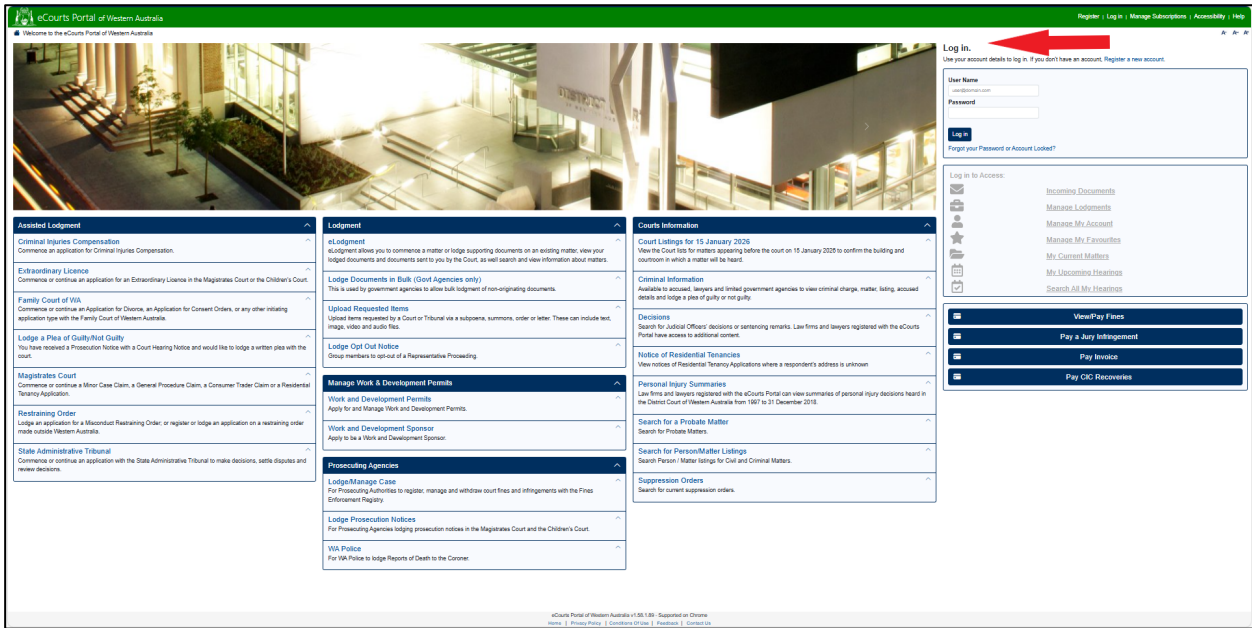 eCourts Portal of Western Australia
Register | Log in | Manage Subscriptions | Accessibility | Help
Welcome to the eCourts Portal of Western Australia
Log in.
Use your account details to log in. If you don't have an account, Register a new account.
User Name
user@domain.com
Password
Log in
Forgot your Password or Account Locked?
Log in to Access:
Incoming Documents
Manage Lodgments
Manage My Account
Manage My Favourites
My Current Matters
My Upcoming Hearings
Search All My Hearings
View/Pay Fines
Pay a Jury Infringement
Pay Invoice
Pay CIC Recoveries
Assisted Lodgment
Criminal Injuries Compensation
Commence an application for Criminal Injuries Compensation.
Extraordinary Licence
Commence or continue an application for an Extraordinary Licence in the Magistrates Court or the Children's Court.
Family Court of WA
Commence or continue an Application for Divorce, an Application for Consent Orders, or any other initiating
application type with the Family Court of Western Australia.
Lodge a Plea of Guilty/Not Guilty
You have received a Prosecution Notice with a Court Hearing Notice and would like to lodge a written plea with the
court.
Magistrates Court
Commence or continue a Minor Case Claim, a General Procedure Claim, a Consumer Trader Claim or a Residential
Tenancy Application.
Restraining Order
Lodge an application for a Misconduct Restraining Order; or register or lodge an application on a restraining order
made outside Western Australia.
State Administrative Tribunal
Commence or continue an application with the State Administrative Tribunal to make decisions, settle disputes and
review decisions.
Lodgment
eLodgment
eLodgment allows you to commence a matter or lodge supporting documents on an existing matter, view your
lodged documents and documents sent to you by the Court, as well search and view information about matters.
Lodge Documents in Bulk (Govt Agencies only)
This is used by government agencies to allow bulk lodgment of non-originating documents.
Upload Requested Items
Upload items requested by a Court or Tribunal via a subpoena, summons, order or letter. These can include text,
image, video and audio files.
Lodge Opt Out Notice
Group members to opt-out of a Representative Proceeding.
Manage Work & Development Permits
Work and Development Permits
Apply for and Manage Work and Development Permits.
Work and Development Sponsor
Apply to be a Work and Development Sponsor.
Prosecuting Agencies
Lodge/Manage Case
For Prosecuting Authorities to register, manage and withdraw court fines and infringements with the Fines
Enforcement Registry.
Lodge Prosecution Notices
For Prosecuting Agencies lodging prosecution notices in the Magistrates Court and the Children's Court.
WA Police
For WA Police to lodge Reports of Death to the Coroner.
Courts Information
Court Listings for 15 January 2026
View the Court lists for matters appearing before the court on 15 January 2026 to confirm the building and
courtroom in which a matter will be heard.
Criminal Information
Available to accused, lawyers and limited government agencies to view criminal charge, matter, listing, accused
details and lodge a plea of guilty or not guilty.
Decisions
Search for Judicial Officers' decisions or sentencing remarks. Law firms and lawyers registered with the eCourts
Portal have access to additional content.
Notice of Residential Tenancies
View notices of Residential Tenancy Applications where a respondent's address is unknown
Personal Injury Summaries
Law firms and lawyers registered with the eCourts Portal can view summaries of personal injury decisions heard in
the District Court of Western Australia from 1997 to 31 December 2018.
Search for a Probate Matter
Search for Probate Matters.
Search for Person/Matter Listings
Search Person / Matter listings for Civil and Criminal Matters.
Suppression Orders
Search for current suppression orders.
eCourts Portal of Western Australia v1.58.1.89 - Supported on Chrome
Home | Privacy Policy | Conditions Of Use | Feedback | Contact Us